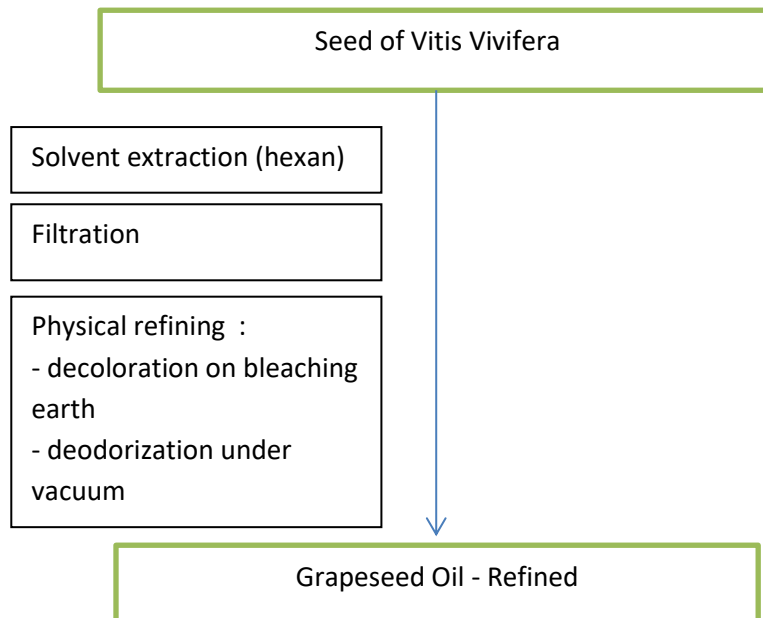 Seed of Vitis Vivifera
Solvent extraction (hexan)
Filtration
Physical refining  :
- decoloration on bleaching
earth
- deodorization under
vacuum
Grapeseed Oil - Refined